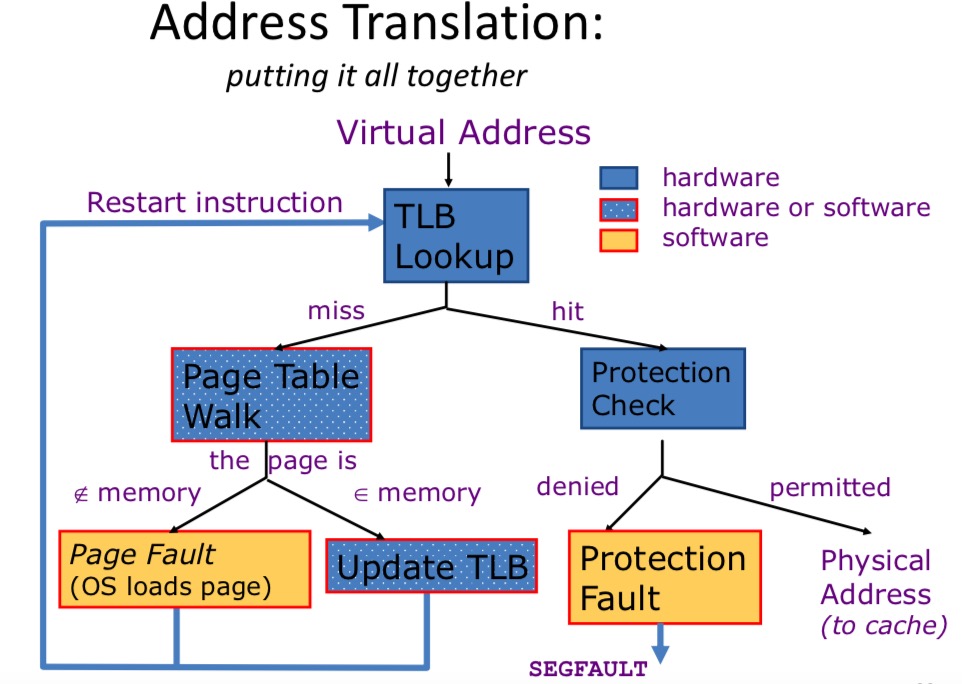 Address Translation:
putting it all together
Virtual Address
hardware
hardware or software
software
Restart instruction
TLB
Lookup
miss
hit
Page Table
Walk
Protection
Check
the page is
∉ memory
∈ memory
denied
permitted
Page Fault
(OS loads page)
Update TLB
Protection
Fault
Physical
Address
(to cache)
SEGFAULT